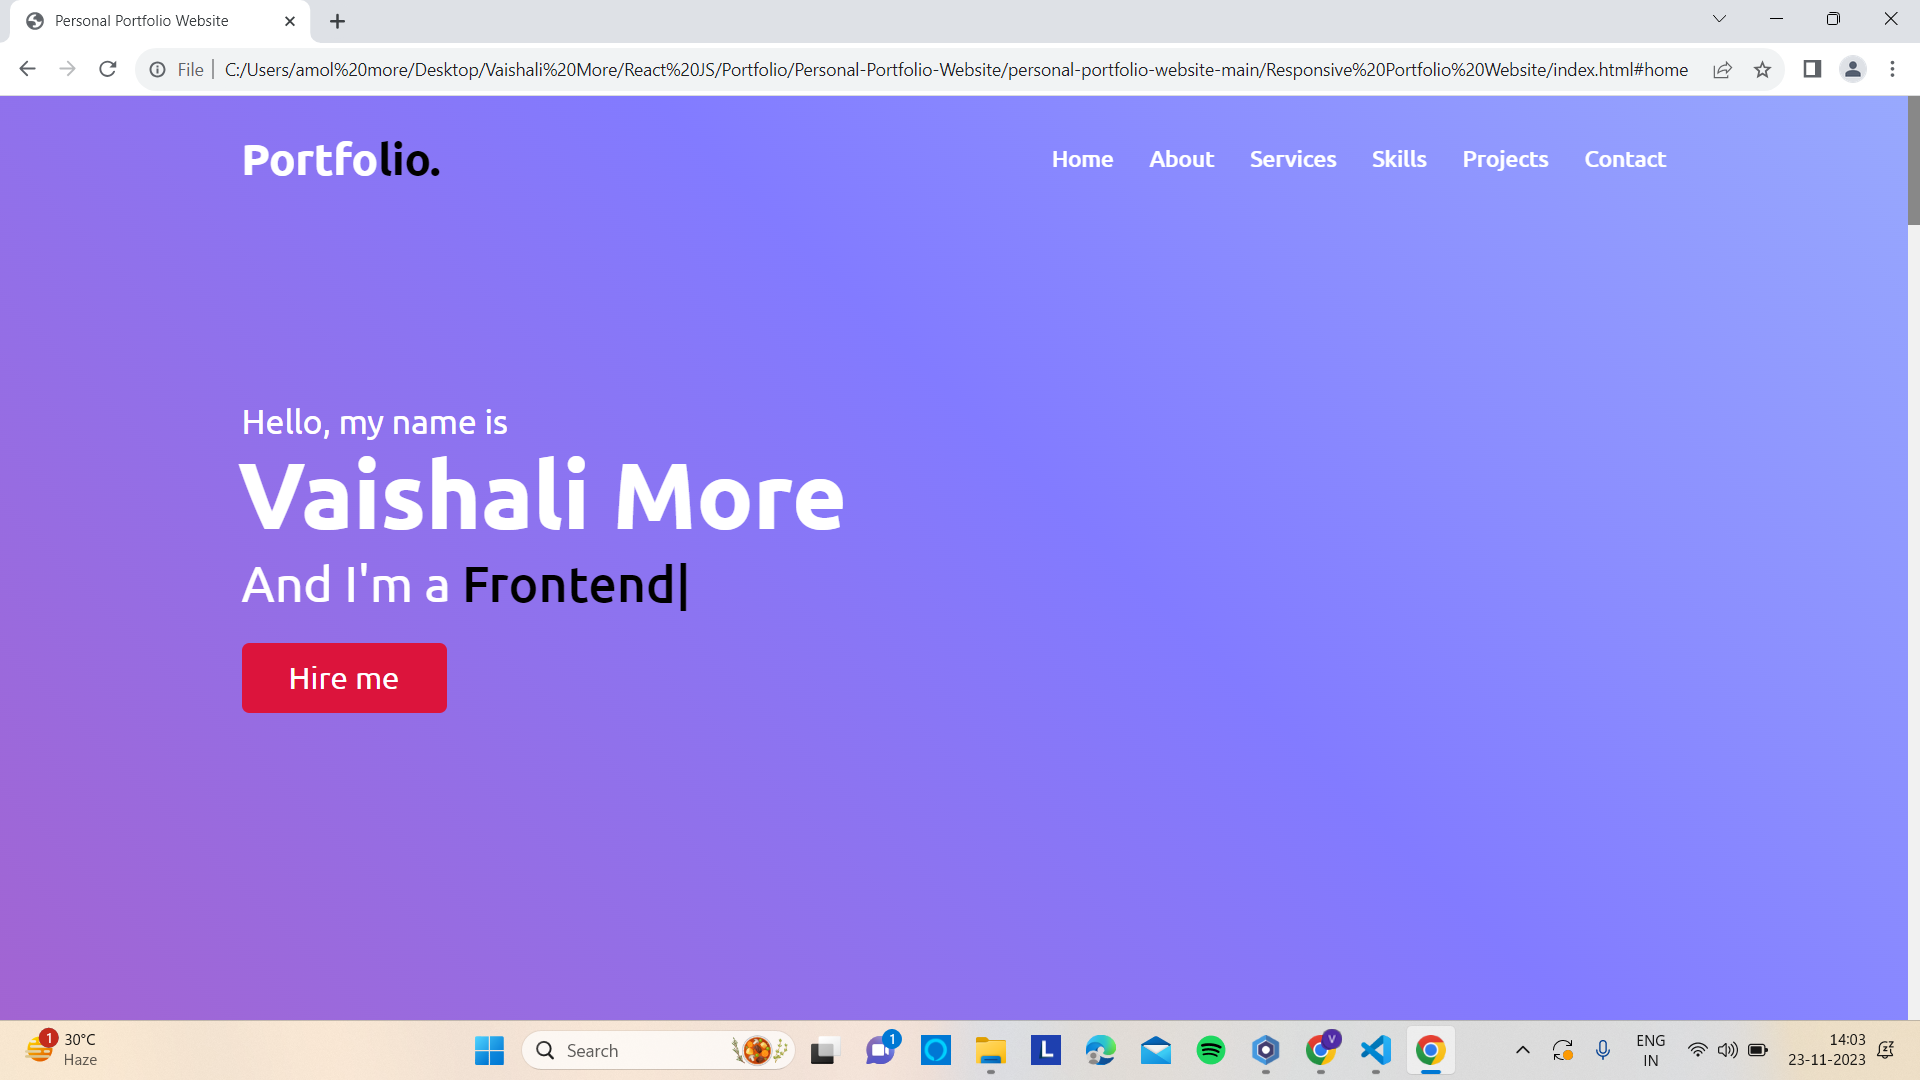 Personal Portfolio Website
File | C:/Users/amol%20more/Desktop/Vaishali%20More/React%20JS/Portfolio/Personal-Portfolio-Website/personal-portfolio-website-main/Responsive%20Portfolio%20Website/index.html#home
Portfolio.
Home About Services Skills Projects Contact
Hello, my name is
Vaishali More
And I'm a Frontend|
Hire me
1
30°C
Haze
Search
1
L
V
ENG
IN
14:03
23-11-2023